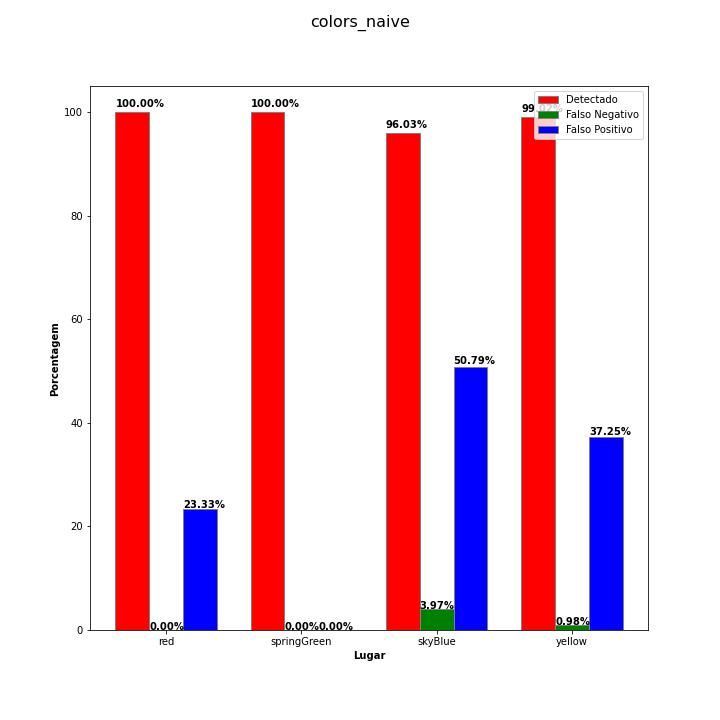 colors_naive
100.00%
100.00%
96.03%
Detectado
Falso Negativo
Falso Positivo
100
80
60
40
20
0
Porcentagem
50.79%
37.25%
23.33%
0.00%
0.00%
0.00%
3.97%
0.98%
red
springGreen
skyBlue
yellow
Lugar